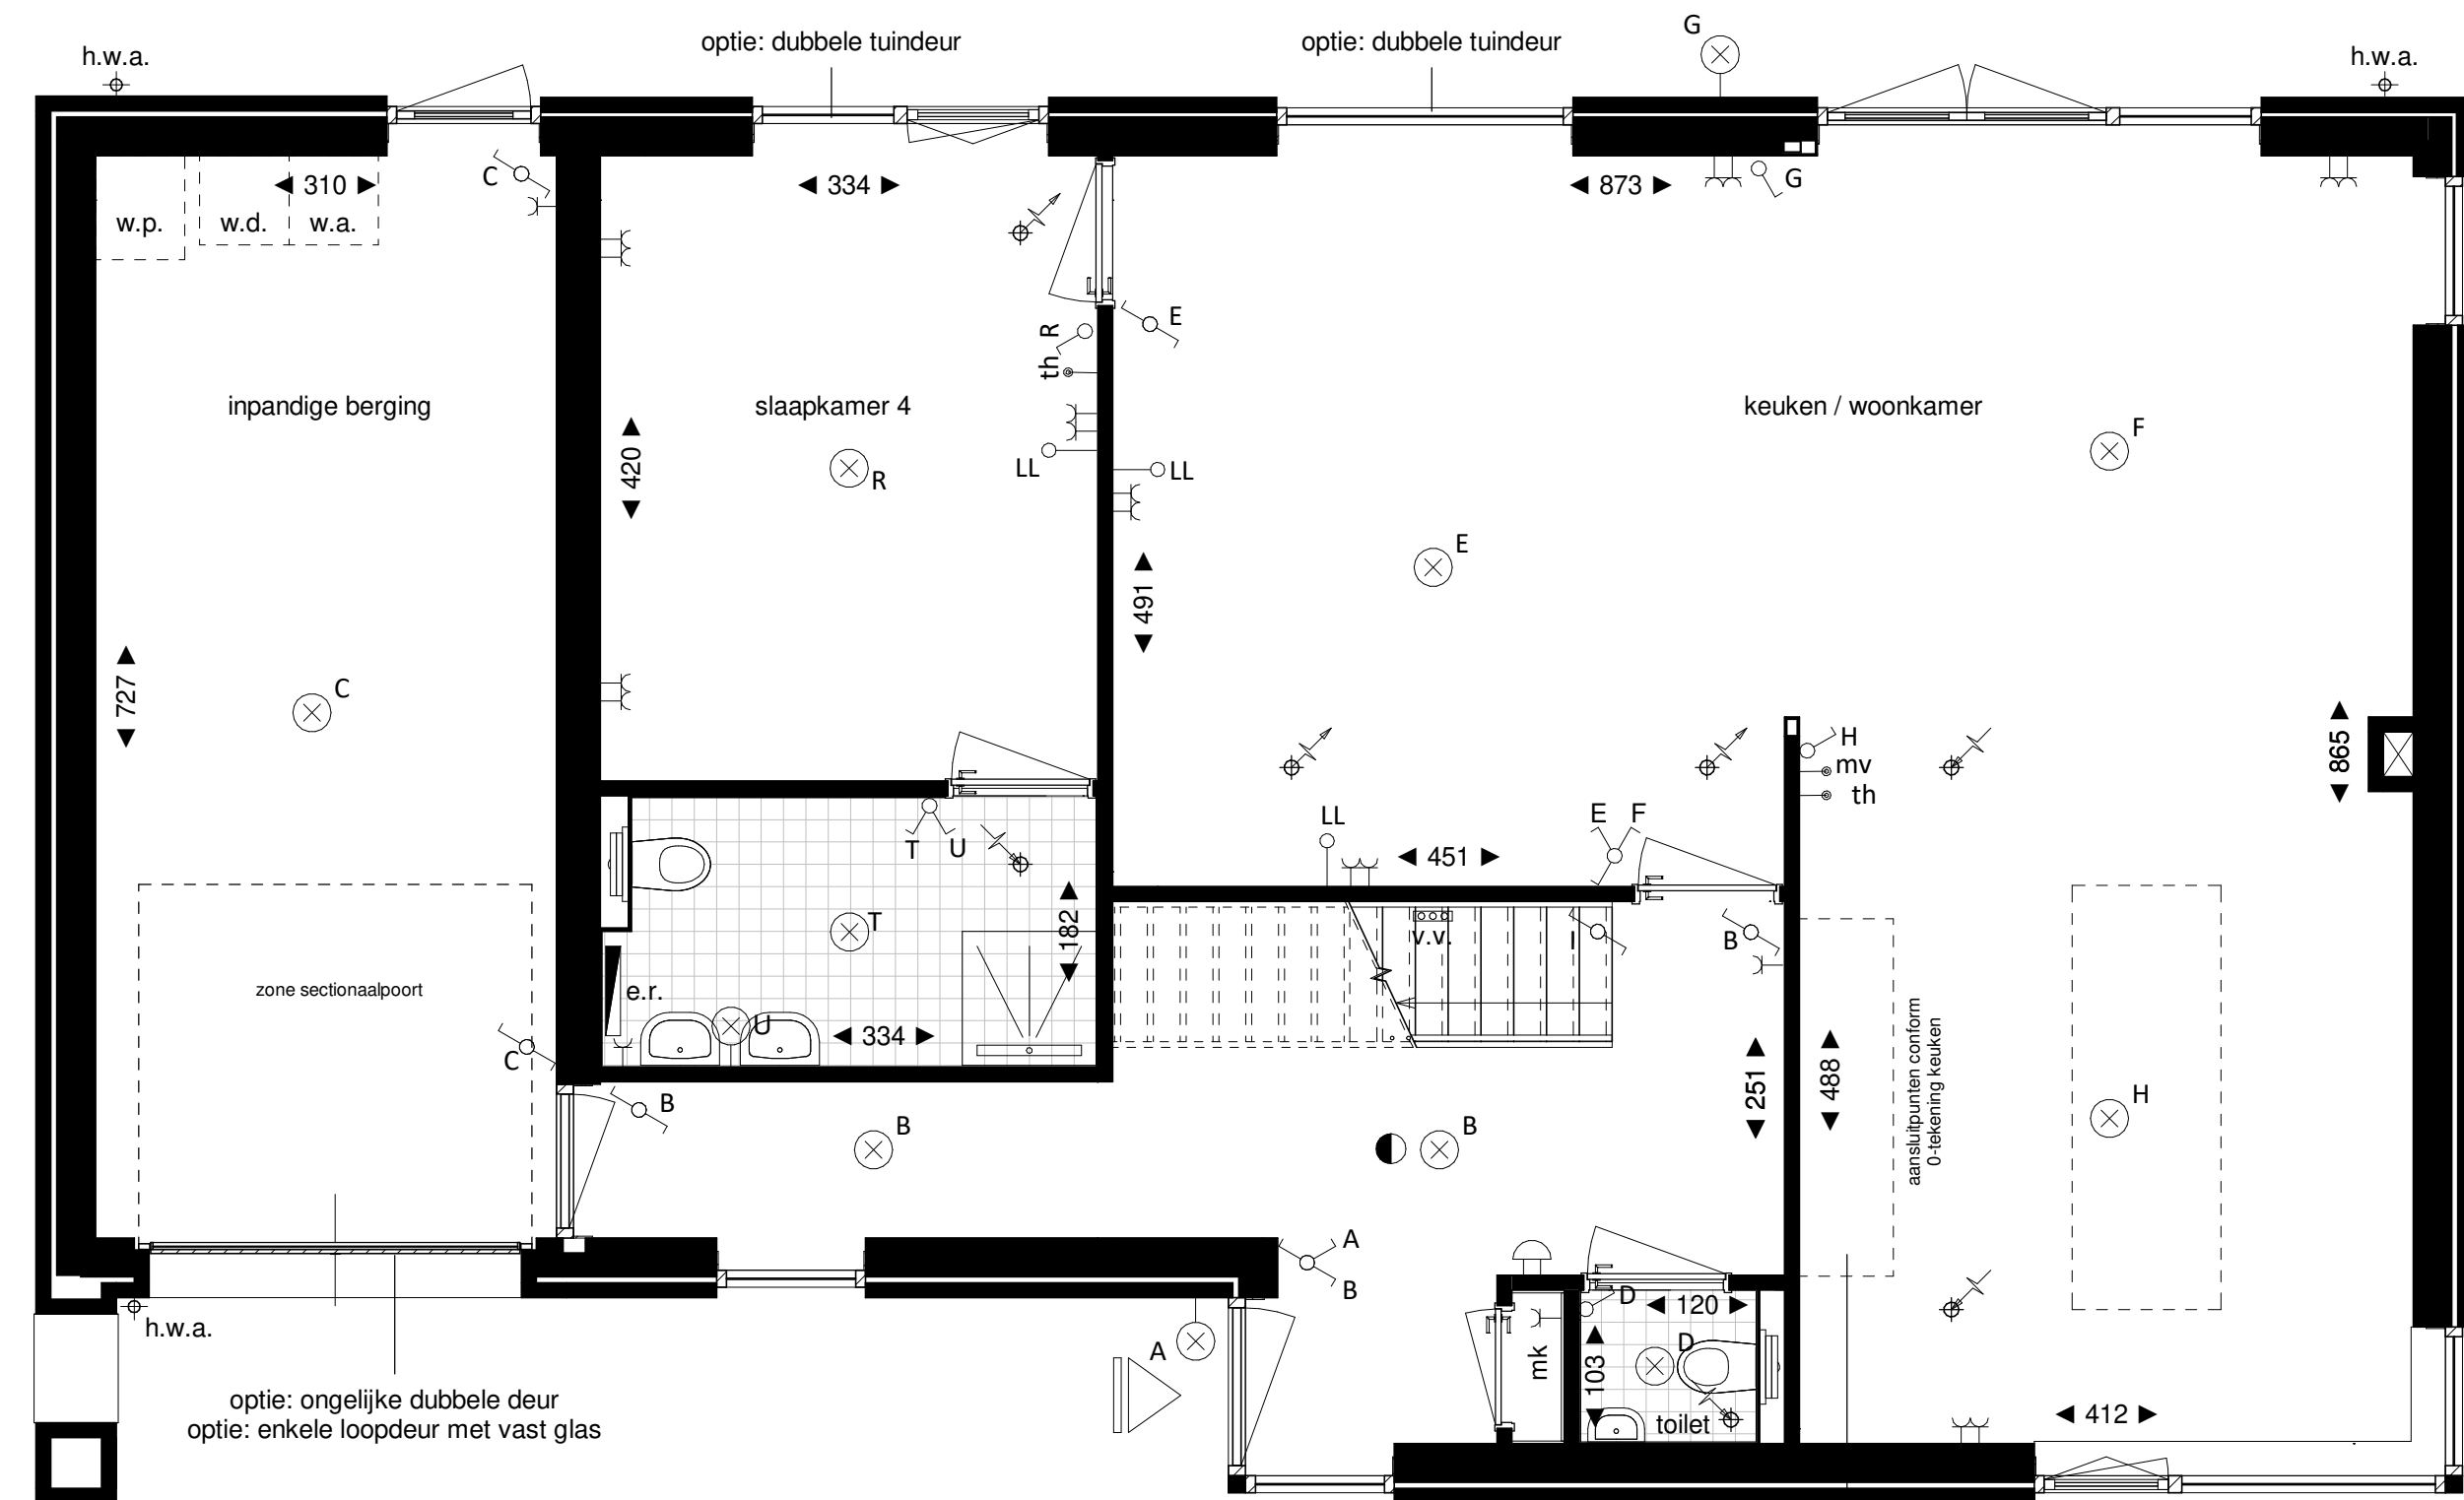 G
h.w.a.
optie: dubbele tuindeur
optie: dubbele tuindeur
h.w.a.
C
310
334
873
G
w.p.
w.d.
w.a.
R
E
th
inpandige berging
slaapkamer 4
keuken / woonkamer
F
420
LL
LL
R
E
491
727
C
865
H
mv
th
LL
E
F
T
U
451
T
182
v.v.
I
B
e.r.
U
334
zone sectionaalpoort
C
251
488
aansluitpunten conform
0-tekening keuken
B
B
B
H
A
B
h.w.a.
A
D
120
D
103
mk
toilet
412
optie: ongelijke dubbele deur
optie: enkele loopdeur met vast glas